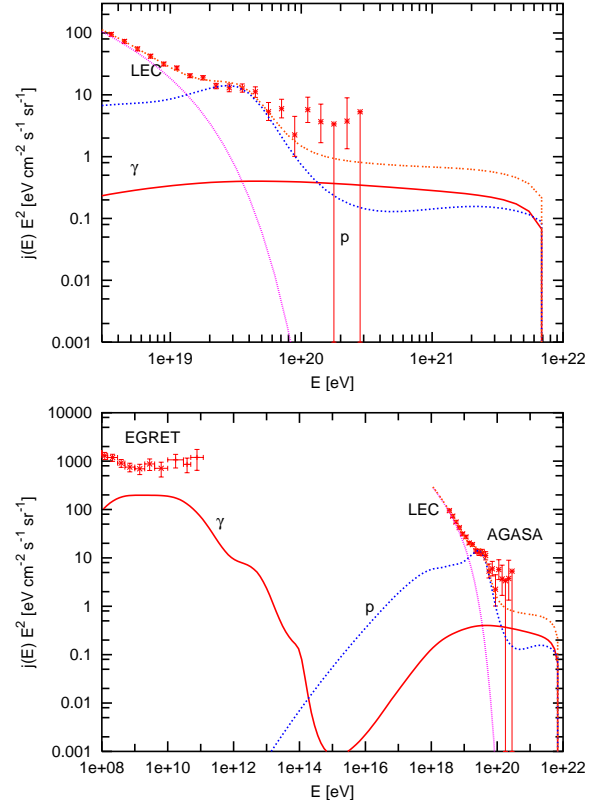 100
10
1
0.1
0.01
0.001
j(E) E² [eV cm⁻² s⁻¹ sr⁻¹]
LEC
γ
p
1e+19 1e+20 1e+21 1e+22
E [eV]
10000
1000
100
10
1
0.1
0.01
0.001
j(E) E² [eV cm⁻² s⁻¹ sr⁻¹]
EGRET
LEC
AGASA
γ
p
1e+08 1e+10 1e+12 1e+14 1e+16 1e+18 1e+20 1e+22
E [eV]